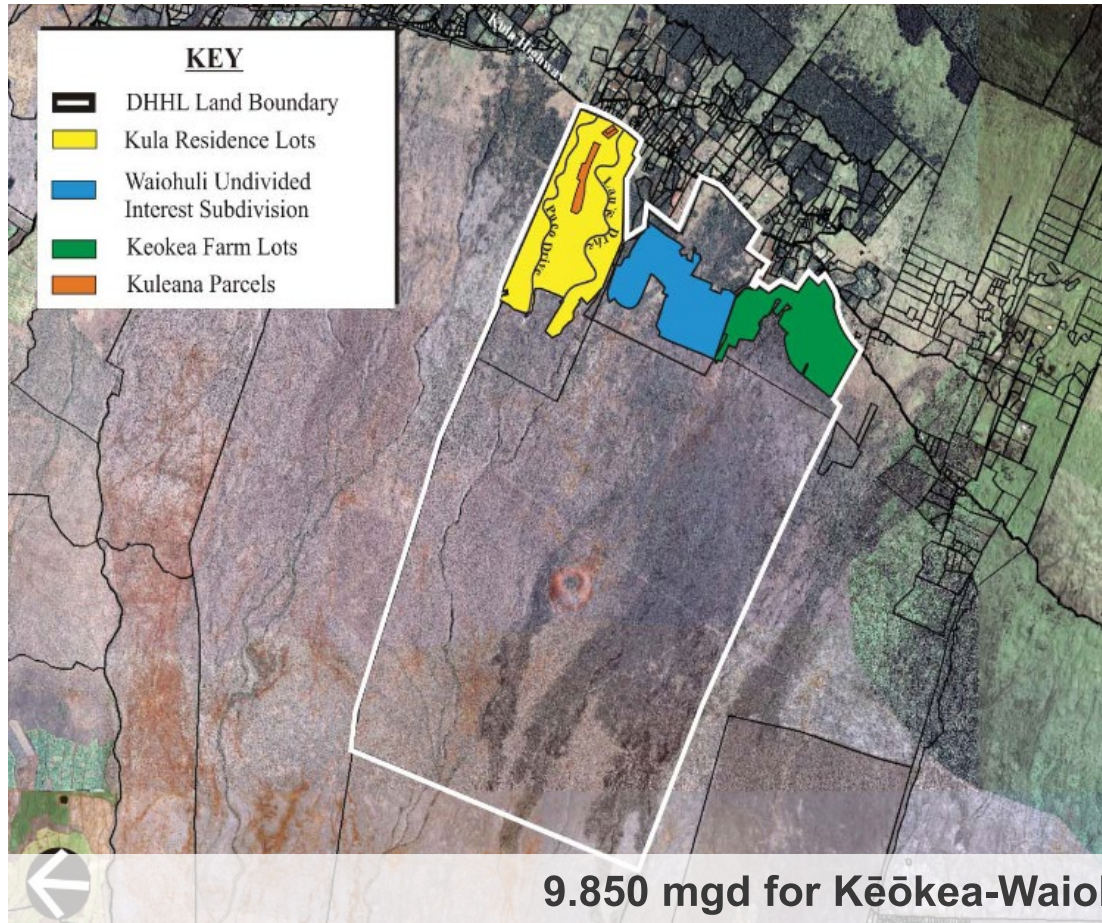 Kula Highway
KEY
DHHL Land Boundary
Kula Residence Lots
Waiohuli Undivided
Interest Subdivision
Keokea Farm Lots
Kuleana Parcels
Drive
9.850 mgd for Kēōkea-Waio